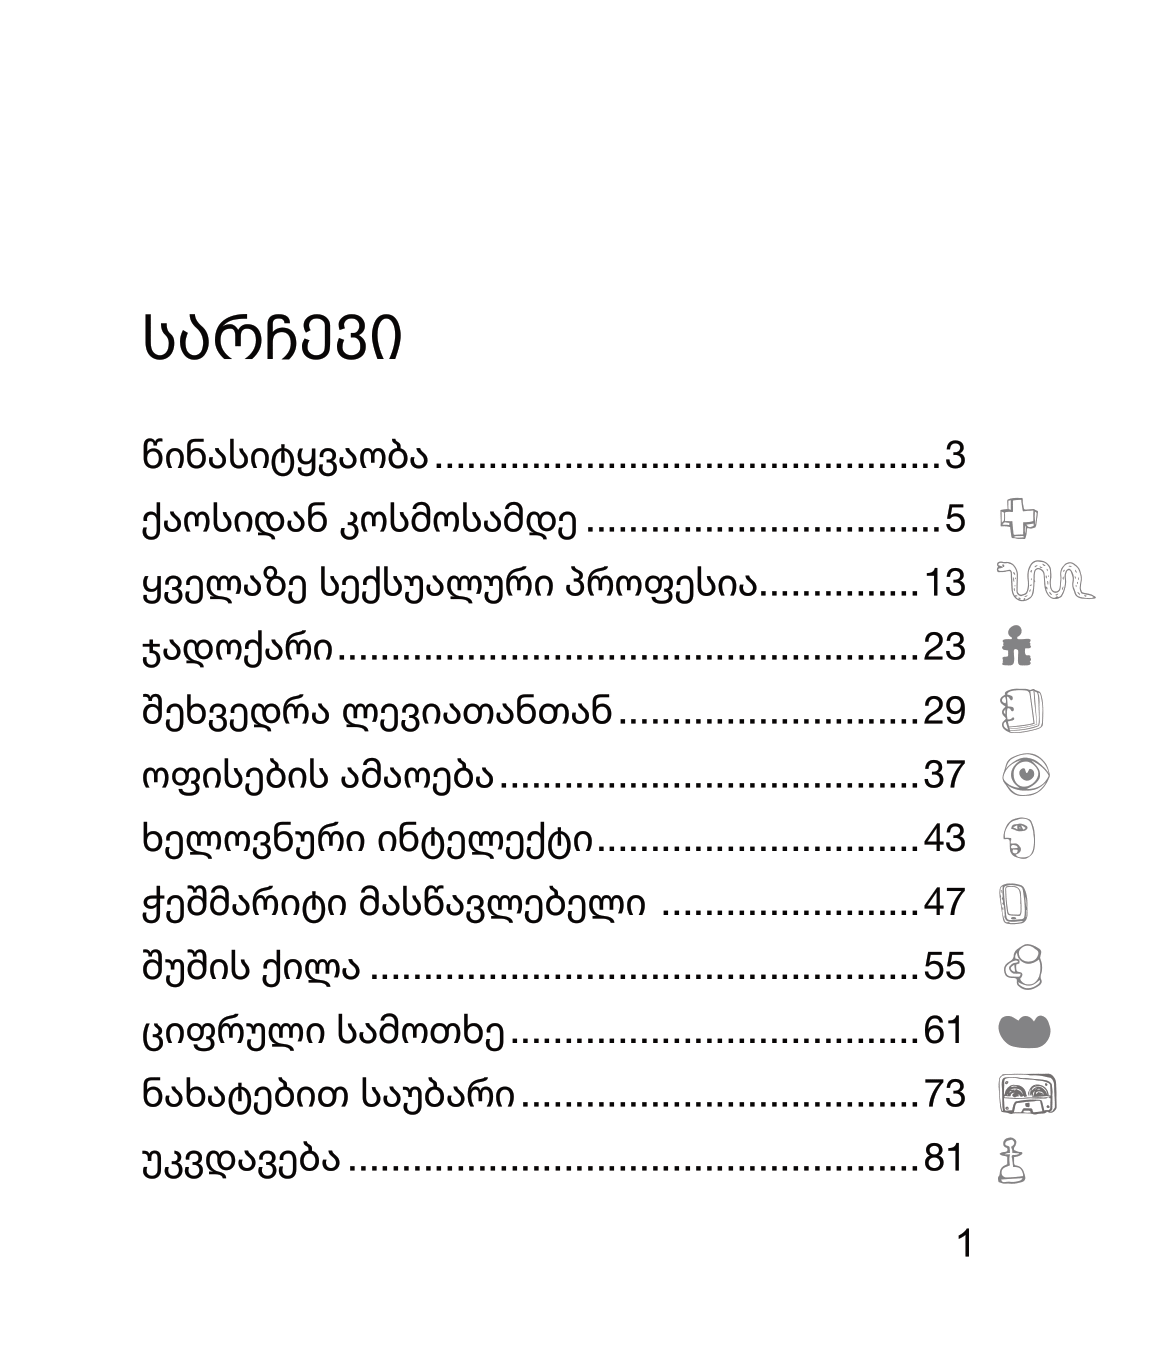 სარჩევი
წინასიტყვაობა ............................................... 3
ქაოსიდან კოსმოსამდე ................................. 5
ყველაზე სექსუალური პროფესია............... 13
ჯადოქარი...................................................... 23
შეხვედრა ლევიათანთან............................ 29
ოფისების ამაოება....................................... 37
ხელოვნური ინტელექტი.............................. 43
ჭეშმარიტი მასწავლებელი ........................ 47
შუშის ქილა ................................................... 55
ციფრული სამოთხე...................................... 61
ნახატებით საუბარი..................................... 73
უკვდავება ..................................................... 81
1